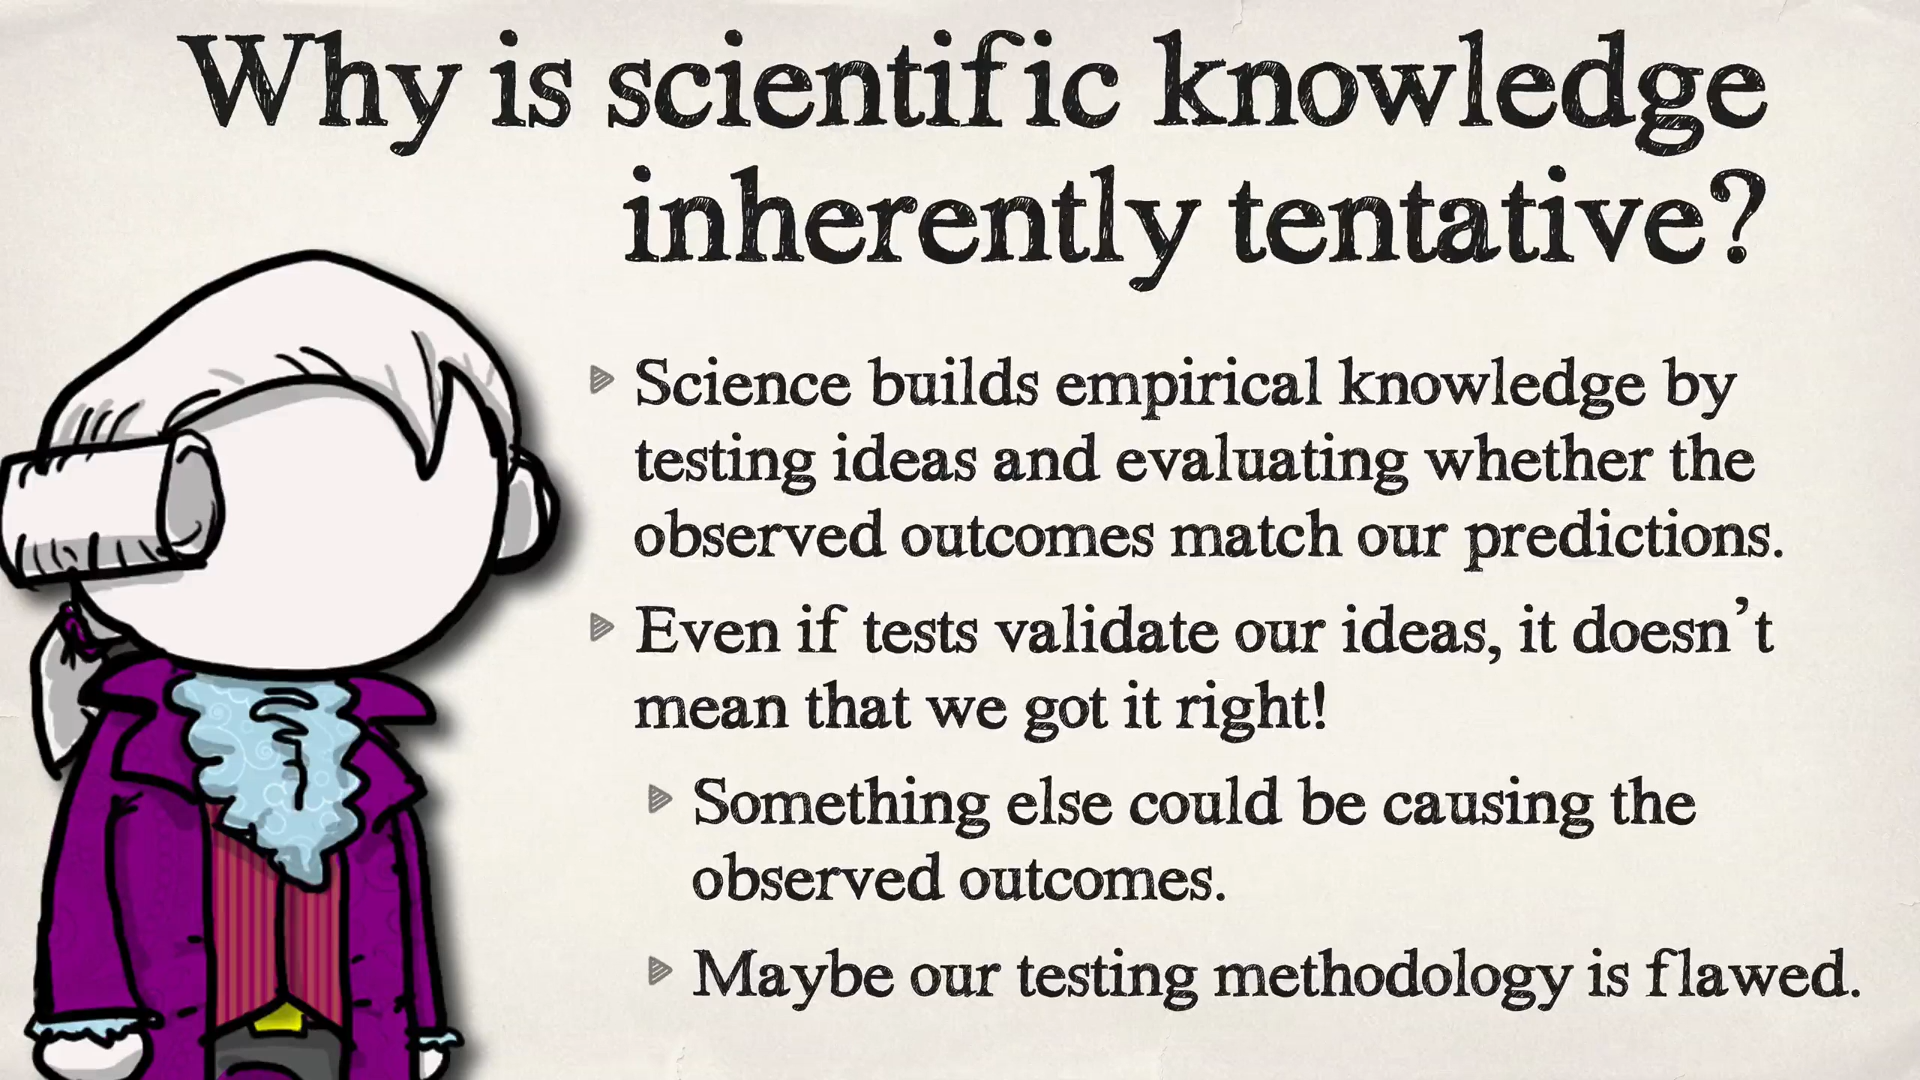 Why is scientific knowledge
inherently tentative?
Science builds empirical knowledge by
testing ideas and evaluating whether the
observed outcomes match our predictions.
Even if tests validate our ideas, it doesn’t
mean that we got it right!
Something else could be causing the
observed outcomes.
Maybe our testing methodology is flawed.